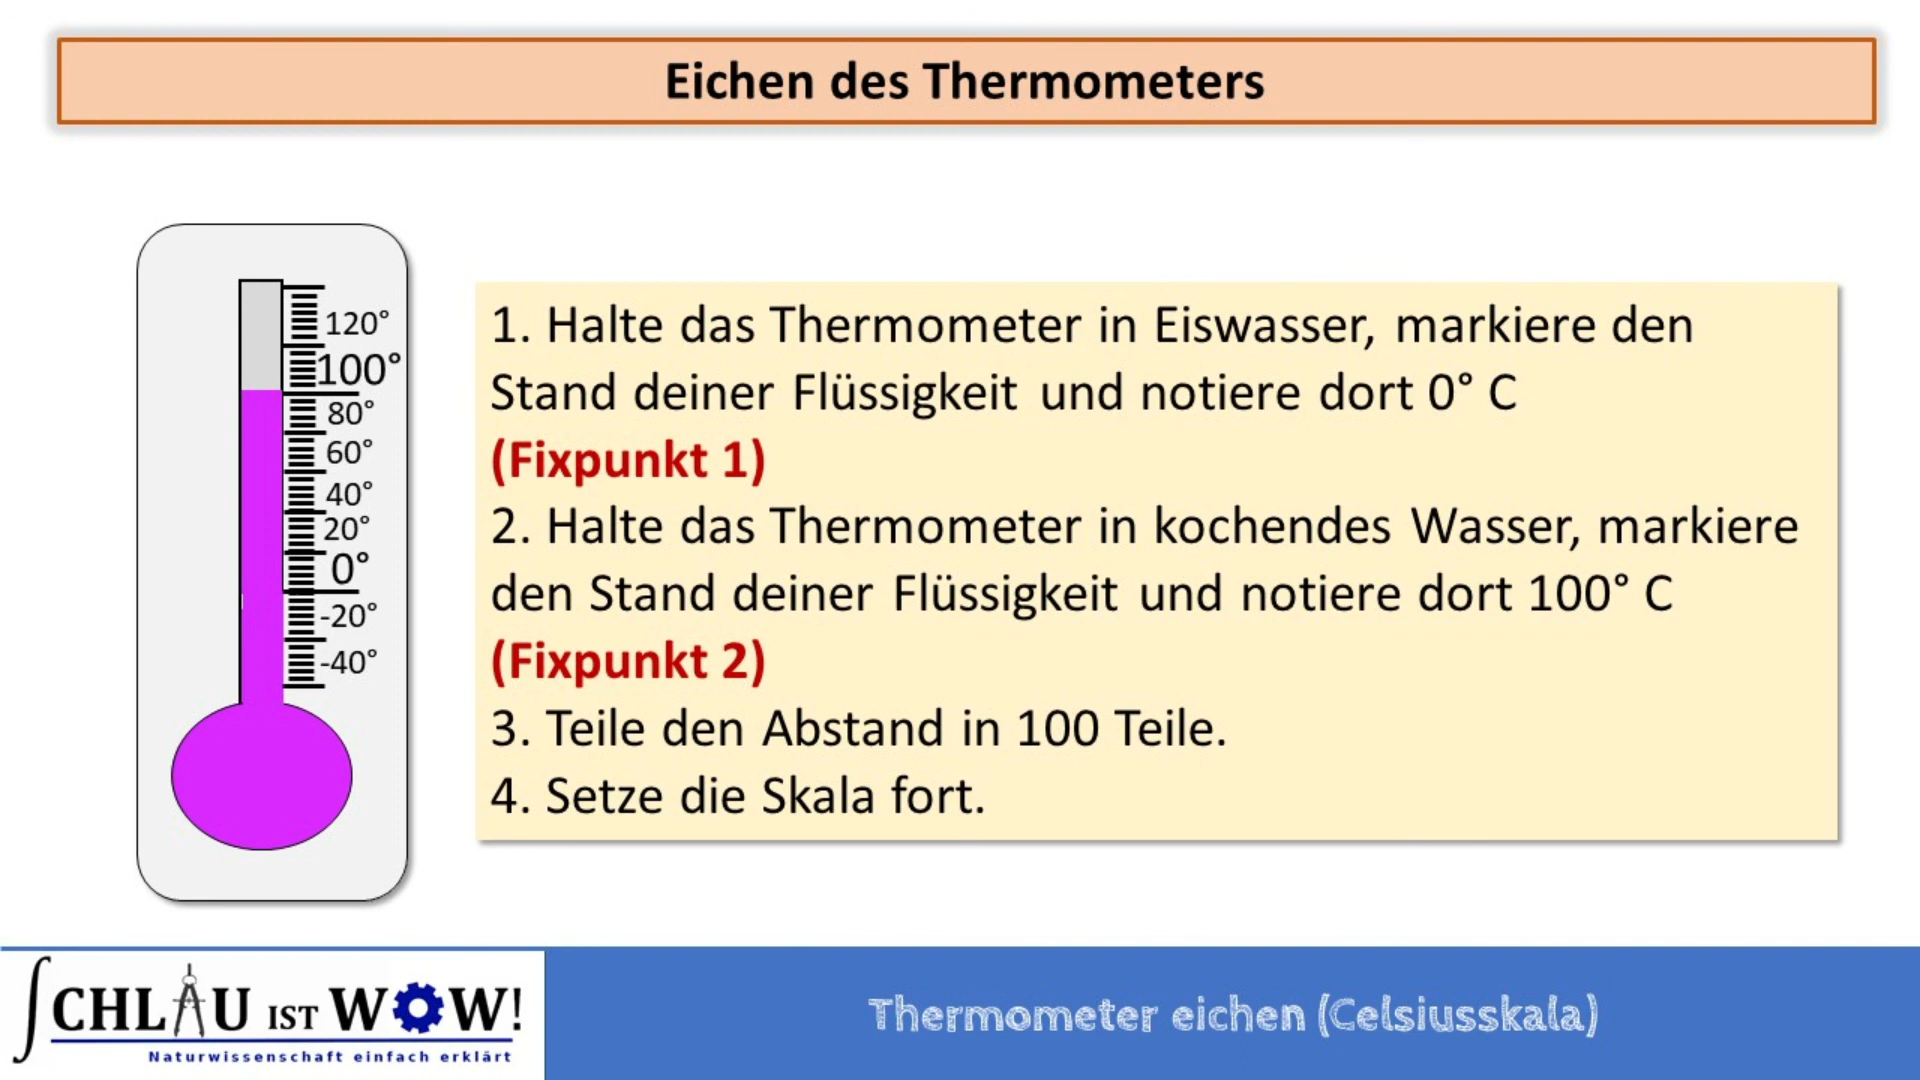 Eichen des Thermometers
120°
100°
80°
60°
40°
20°
0°
-20°
-40°
1. Halte das Thermometer in Eiswasser, markiere den
Stand deiner Flüssigkeit und notiere dort 0° C
(Fixpunkt 1)
2. Halte das Thermometer in kochendes Wasser, markiere
den Stand deiner Flüssigkeit und notiere dort 100° C
(Fixpunkt 2)
3. Teile den Abstand in 100 Teile.
4. Setze die Skala fort.
SCHLAU IST WOW!
Naturwissenschaft einfach erklärt
Thermometer eichen (Celsiusskala)